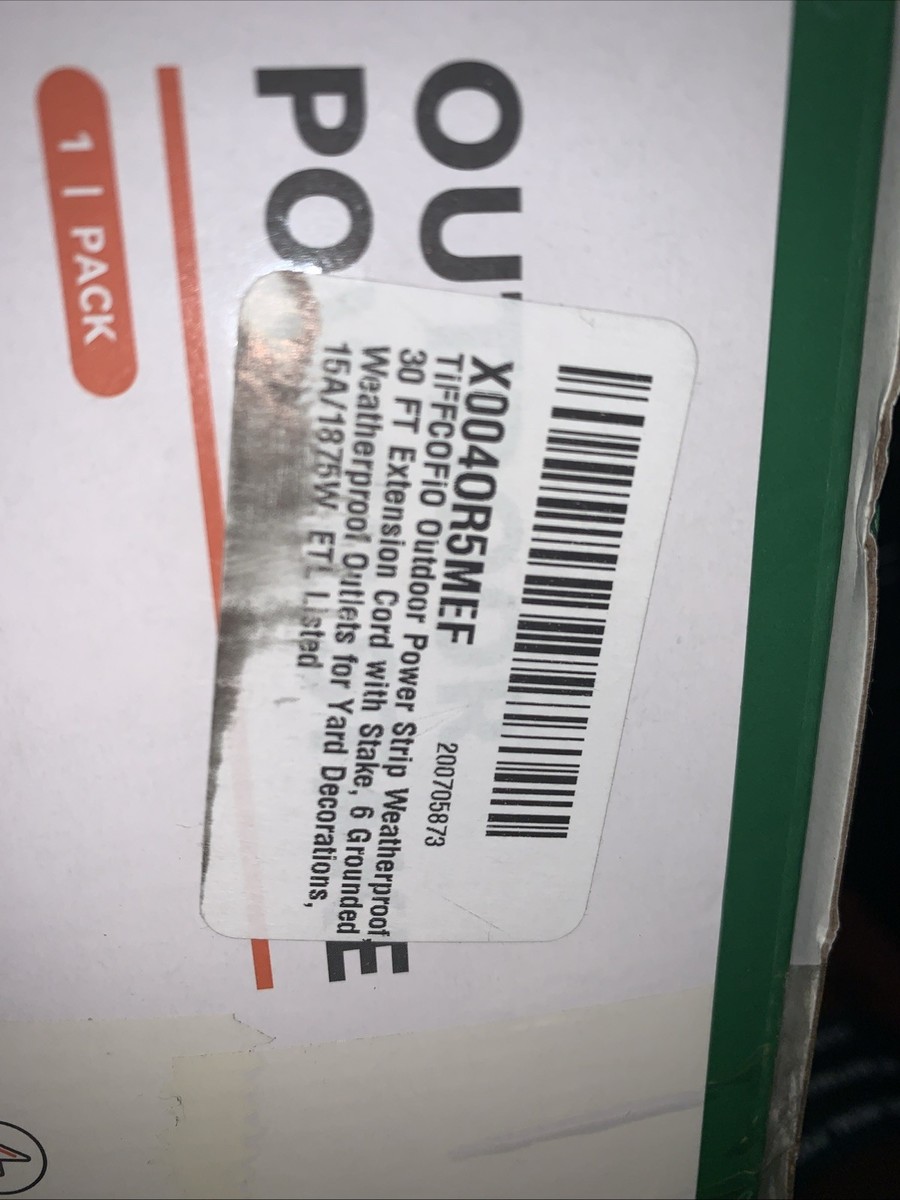 OU
PO
E
1 | PACK
X004OR5MEF
200705873
TiFFCOFiO Outdoor Power Strip Weatherproof,
30 FT Extension Cord with Stake, 6 Grounded
Weatherproof Outlets for Yard Decorations,
15A/1875W ETL Listed